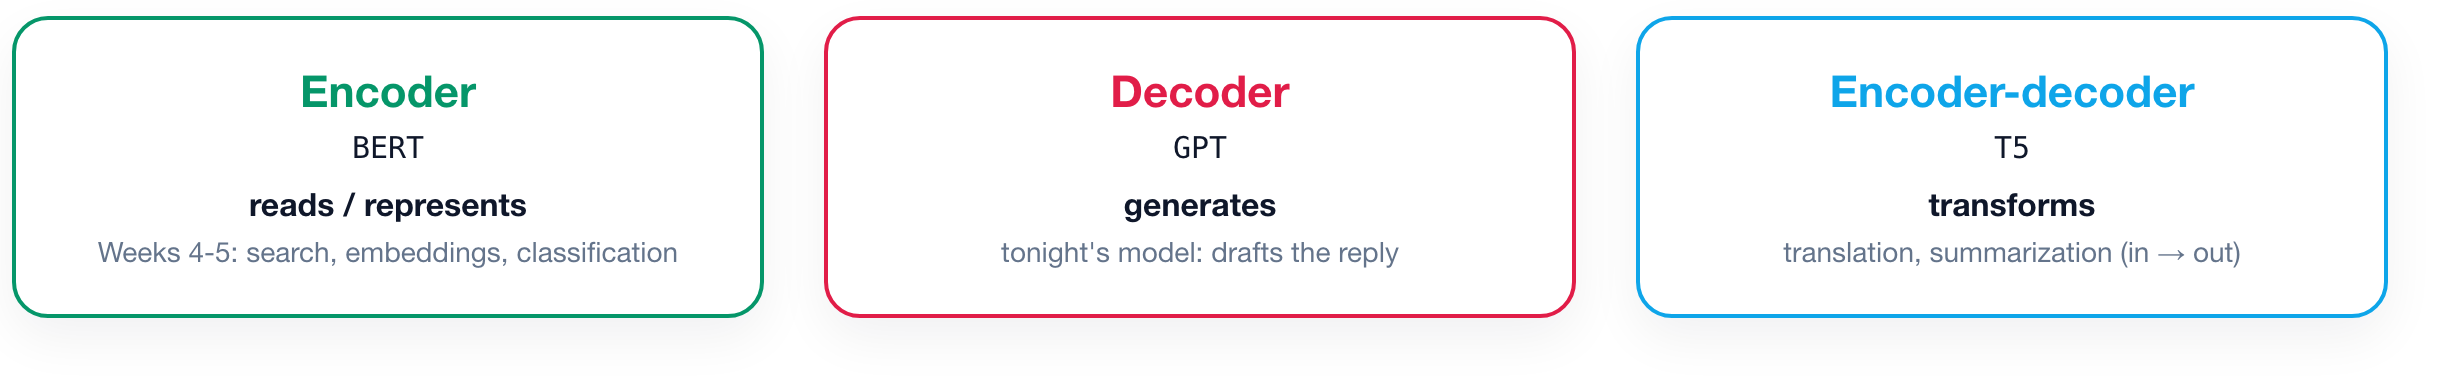 Encoder
BERT
reads / represents
Weeks 4-5: search, embeddings, classification
Decoder
GPT
generates
tonight's model: drafts the reply
Encoder-decoder
T5
transforms
translation, summarization (in → out)